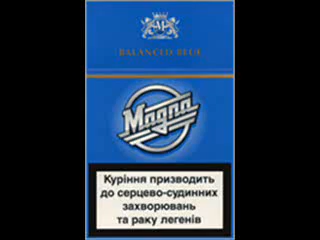 BALANCED BLUE
Magna
Куріння призводить
до серцево-судинних
захворювань
та раку легенів